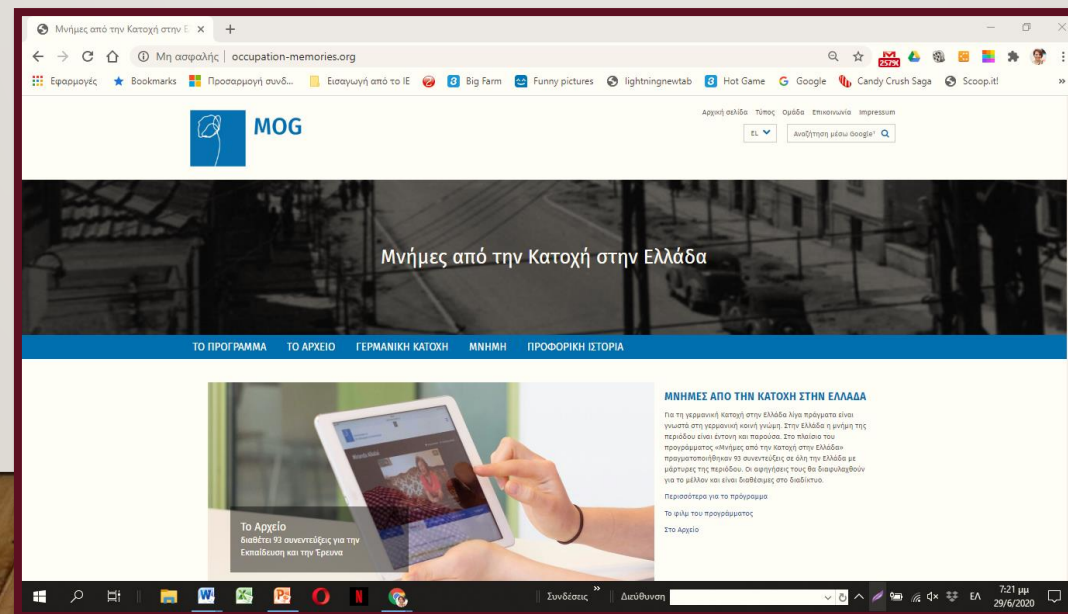 Μνήμες από την Κατοχή στην Ε
Μη ασφαλής | occupation-memories.org
2579K
Εφαρμογές Bookmarks Προσαρμογή συνδ... Εισαγωγή από το IE Big Farm Funny pictures lightningnewtab Hot Game Google Candy Crush Saga Scoop.it! »
Αρχική σελίδα Τύπος Ομάδα Επικοινωνία Impressum
MOG
EL Αναζήτηση μέσω Google
Μνήμες από την Κατοχή στην Ελλάδα
ΤΟ ΠΡΟΓΡΑΜΜΑ ΤΟ ΑΡΧΕΙΟ ΓΕΡΜΑΝΙΚΗ ΚΑΤΟΧΗ ΜΝΗΜΗ ΠΡΟΦΟΡΙΚΗ ΙΣΤΟΡΙΑ
Το Αρχείο
διαθέτει 93 συνεντεύξεις για την
Εκπαίδευση και την Έρευνα
ΜΝΗΜΕΣ ΑΠΟ ΤΗΝ ΚΑΤΟΧΗ ΣΤΗΝ ΕΛΛΑΔΑ
Για τη γερμανική Κατοχή στην Ελλάδα λίγα πράγματα είναι
γνωστά στη γερμανική κοινή γνώμη. Στην Ελλάδα η μνήμη της
περιόδου είναι έντονη και παρούσα. Στο πλαίσιο του
προγράμματος «Μνήμες από την Κατοχή στην Ελλάδα»
πραγματοποιήθηκαν 93 συνεντεύξεις σε όλη την Ελλάδα με
μάρτυρες της περιόδου. Οι αφηγήσεις τους θα διαφυλαχθούν
για το μέλλον και είναι διαθέσιμες στο διαδίκτυο.
Περισσότερα για το πρόγραμμα
Το φιλμ του προγράμματος
Στο Αρχείο
Συνδέσεις » Διεύθυνση ΕΛ 7:21 μμ
29/6/2020